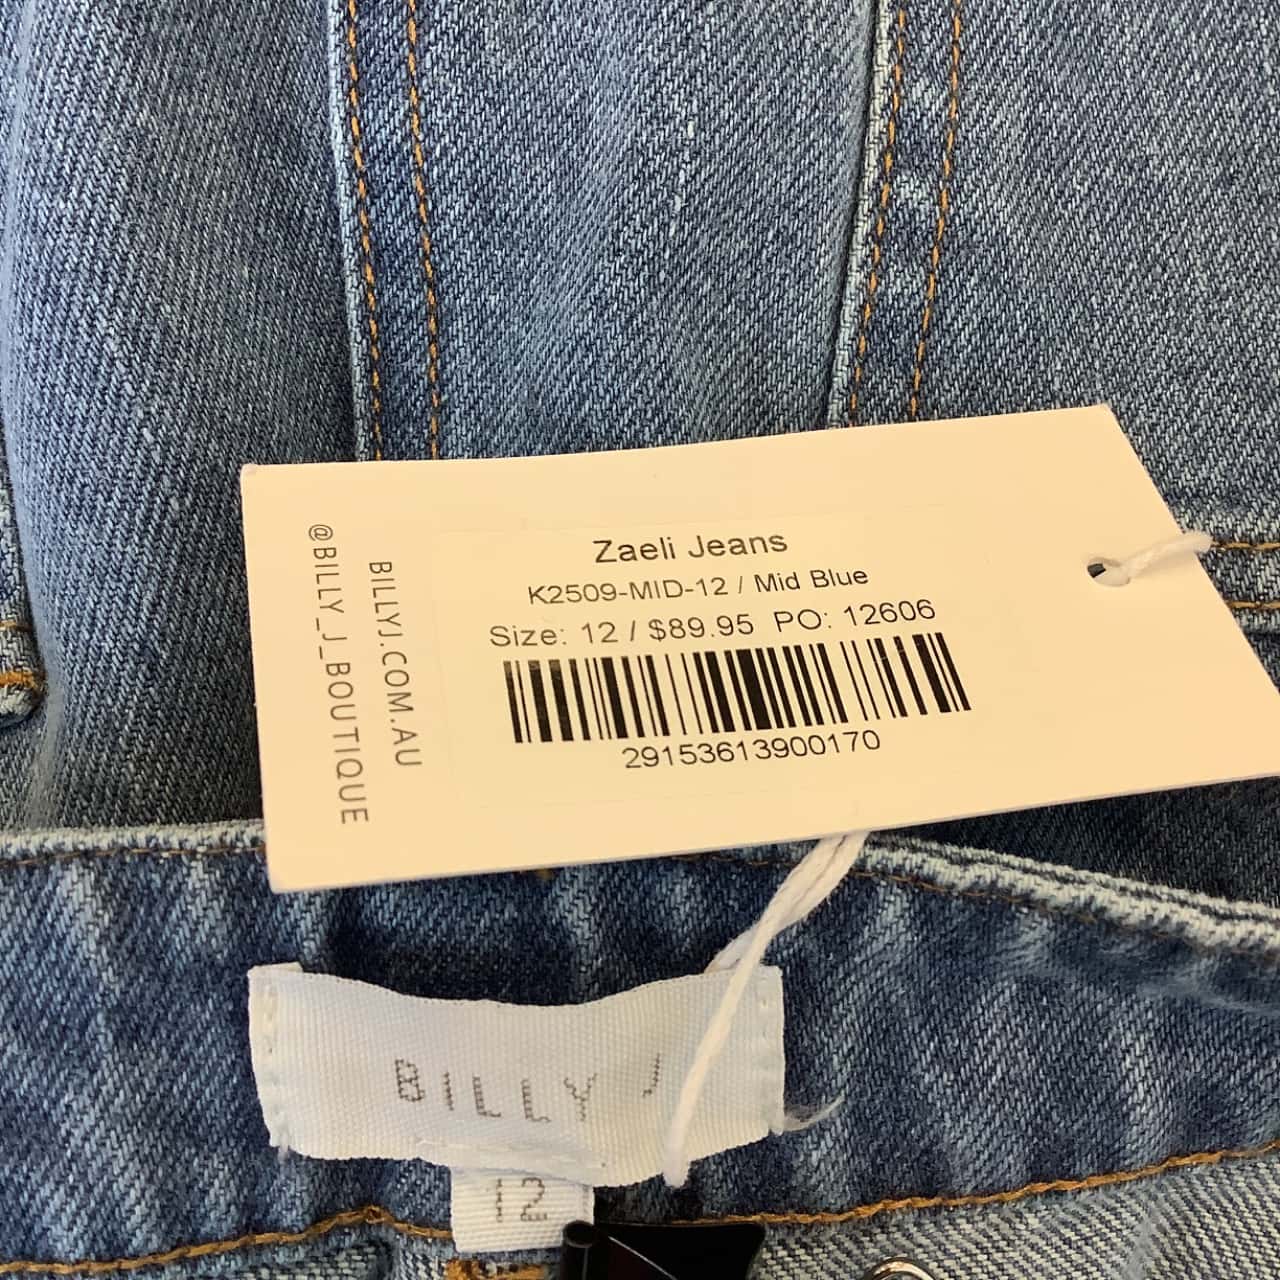 Zaeli Jeans
K2509-MID-12 / Mid Blue
Size: 12 / $89.95 PO: 12606
29153613900170
BILLYJ.COM.AU
@BILLY_J_BOUTIQUE
BILLY J
12